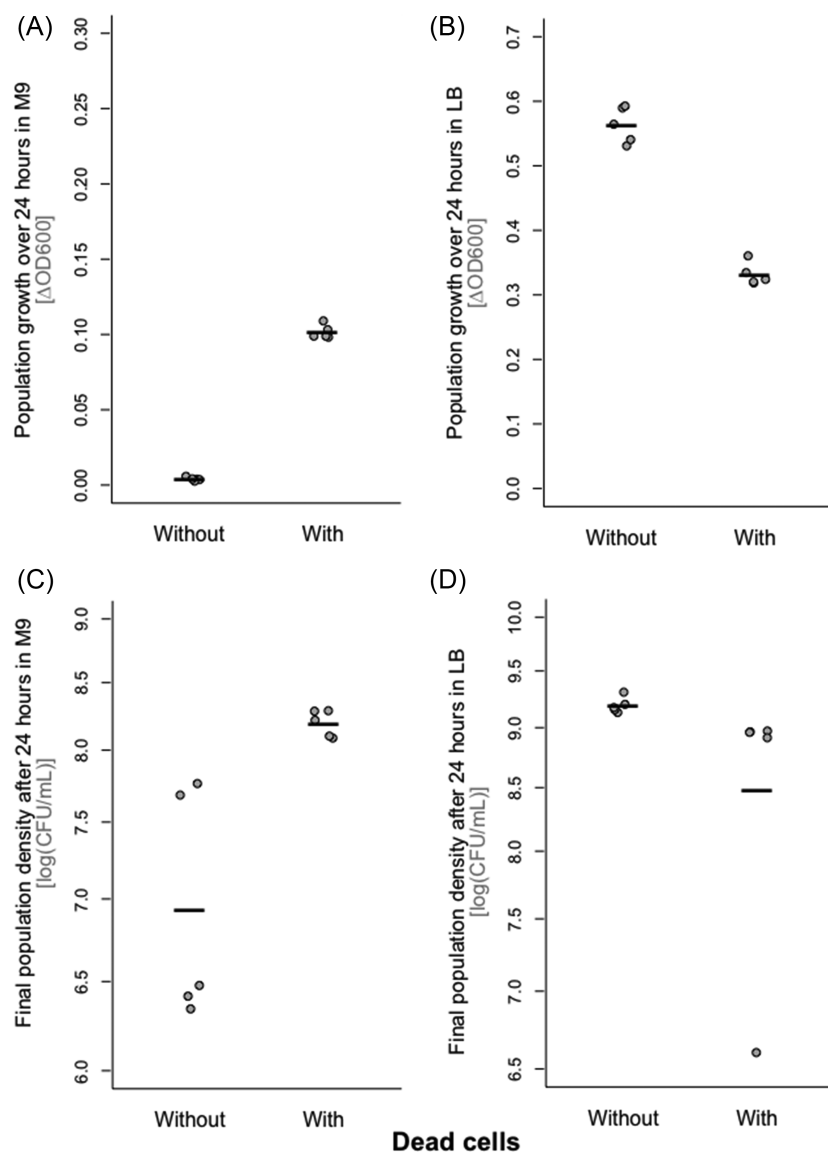 (A)
Population growth over 24 hours in M9
[ΔOD600]
0.30
0.25
0.20
0.15
0.10
0.05
0.00
Without
With
(B)
Population growth over 24 hours in LB
[ΔOD600]
0.7
0.6
0.5
0.4
0.3
0.2
0.1
0.0
Without
With
(C)
Final population density after 24 hours in M9
[log(CFU/mL)]
9.0
8.5
8.0
7.5
7.0
6.5
6.0
Without
With
(D)
Final population density after 24 hours in LB
[log(CFU/mL)]
10.0
9.5
9.0
8.5
8.0
7.5
7.0
6.5
Without
With
Dead cells